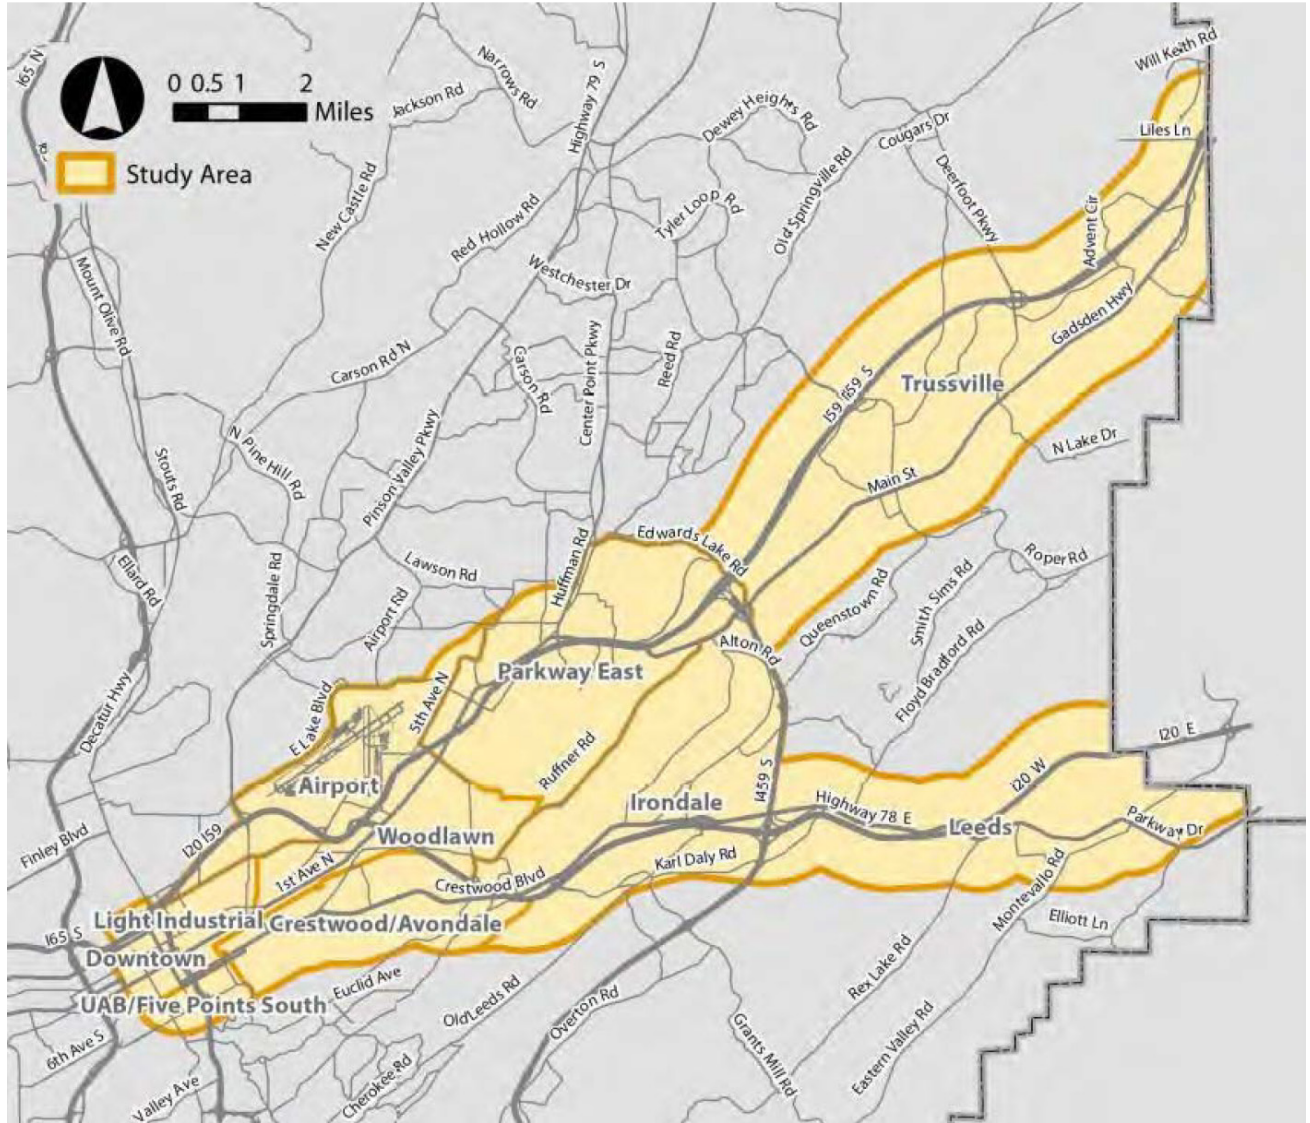 I65 N
0 0.5 1 2
Miles
Study Area
Narrows Rd
Jackson Rd
Highway 79 S
New Castle Rd
Dewey Heights Rd
Cougars Dr
Will Keith Rd
Liles Ln
Deerfoot Pkwy
Old Springville Rd
Tyler Loop Rd
Red Hollow Rd
Westchester Dr
Advent Cir
Gadsden Hwy
Mount Olive Rd
Carson Rd N
Carson Rd
Center Point Pkwy
Reed Rd
I59 N
I59 S
Trussville
N Lake Dr
Main St
N Pine Hill Rd
Pinson Valley Pkwy
Stouts Rd
Edwards Lake Rd
Roper Rd
Huffman Rd
Lawson Rd
Ellard Rd
Springdale Rd
Airport Rd
Queenstown Rd
Smith Sims Rd
Floyd Bradford Rd
Alton Rd
Parkway East
5th Ave N
Decatur Hwy
E Lake Blvd
Ruffner Rd
I20 E
I20 W
I459 S
Airport
Irondale
Highway 78 E
Leeds
Parkway Dr
Woodlawn
Finley Blvd
I20 I59
1st Ave N
Crestwood Blvd
Karl Daly Rd
Montevallo Rd
Elliott Ln
Light Industrial
Crestwood/Avondale
I65 S
Downtown
UAB/Five Points South
Euclid Ave
Old Leeds Rd
Overton Rd
Rex Lake Rd
Eastern Valley Rd
Grants Mill Rd
6th Ave S
Valley Ave
Cherokee Rd